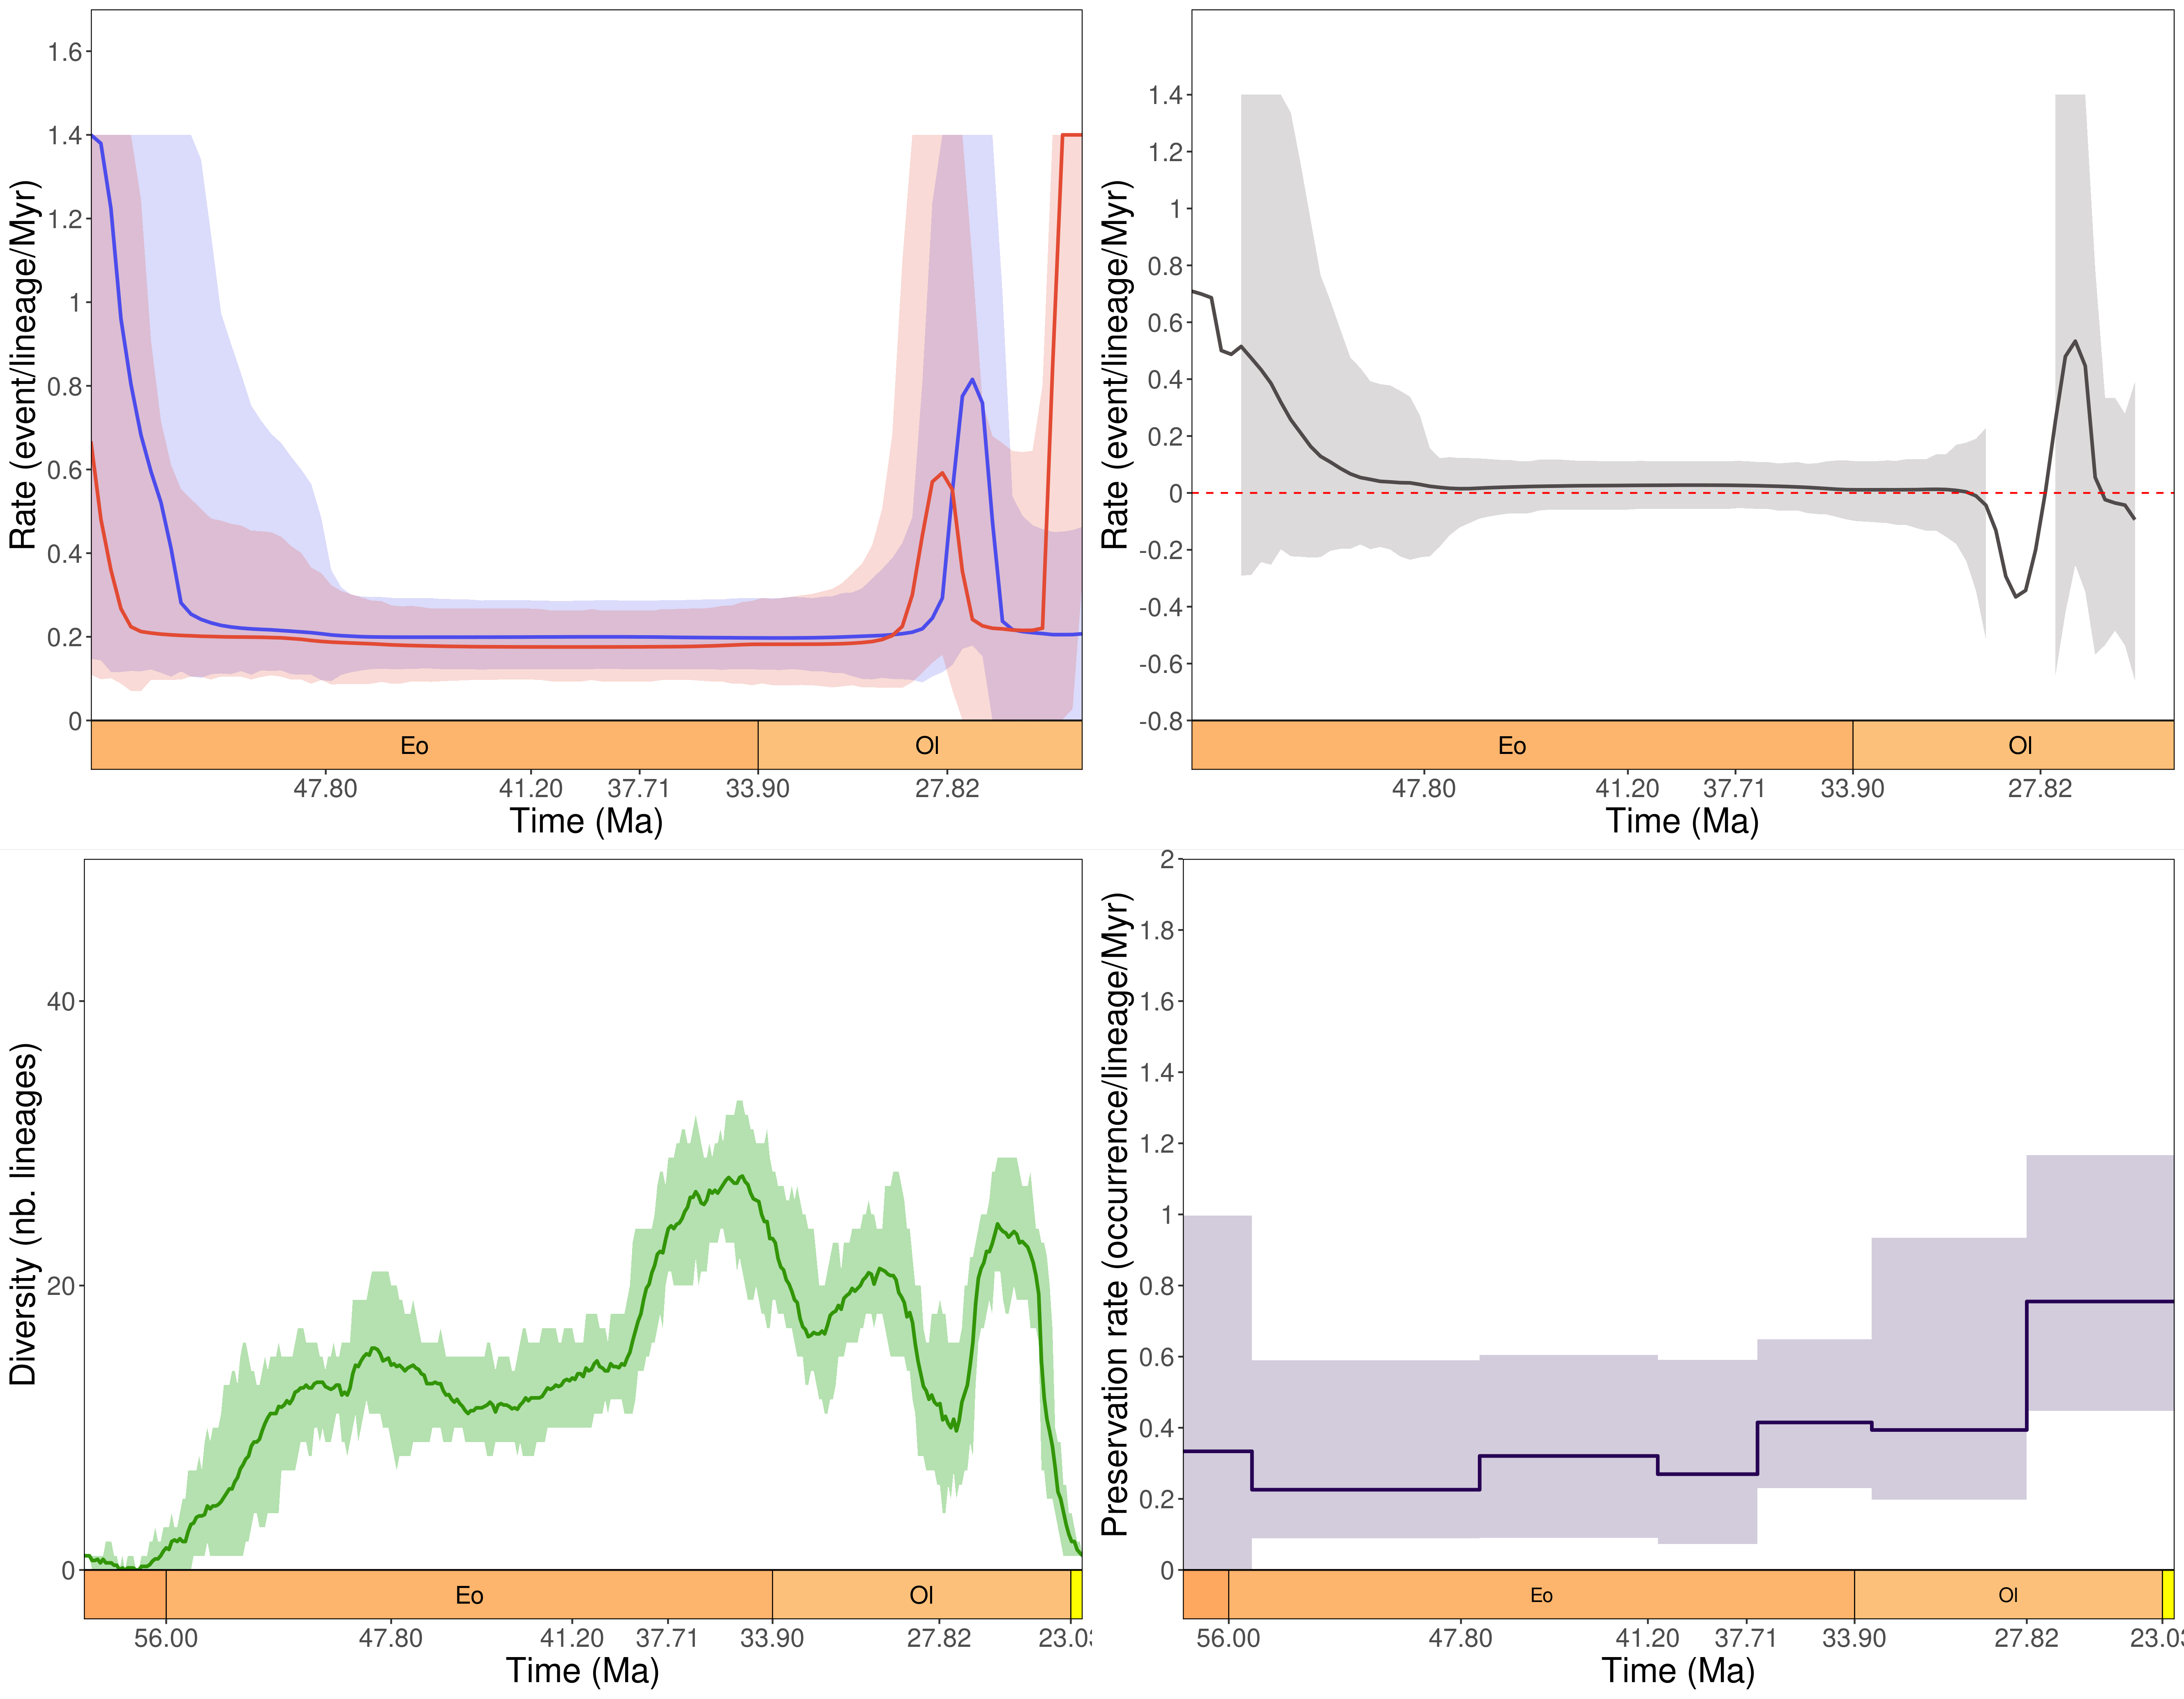 Rate (event/lineage/Myr)
1.6
1.4
1.2
1
0.8
0.6
0.4
0.2
0
Eo Ol
47.80 41.20 37.71 33.90 27.82
Time (Ma)
Rate (event/lineage/Myr)
1.4
1.2
1
0.8
0.6
0.4
0.2
0
-0.2
-0.4
-0.6
-0.8
Eo Ol
47.80 41.20 37.71 33.90 27.82
Time (Ma)
Diversity (nb. lineages)
40
20
0
Eo Ol
56.00 47.80 41.20 37.71 33.90 27.82 23.0
Time (Ma)
Preservation rate (occurrence/lineage/Myr)
2
1.8
1.6
1.4
1.2
1
0.8
0.6
0.4
0.2
0
Eo Ol
56.00 47.80 41.20 37.71 33.90 27.82 23.0
Time (Ma)